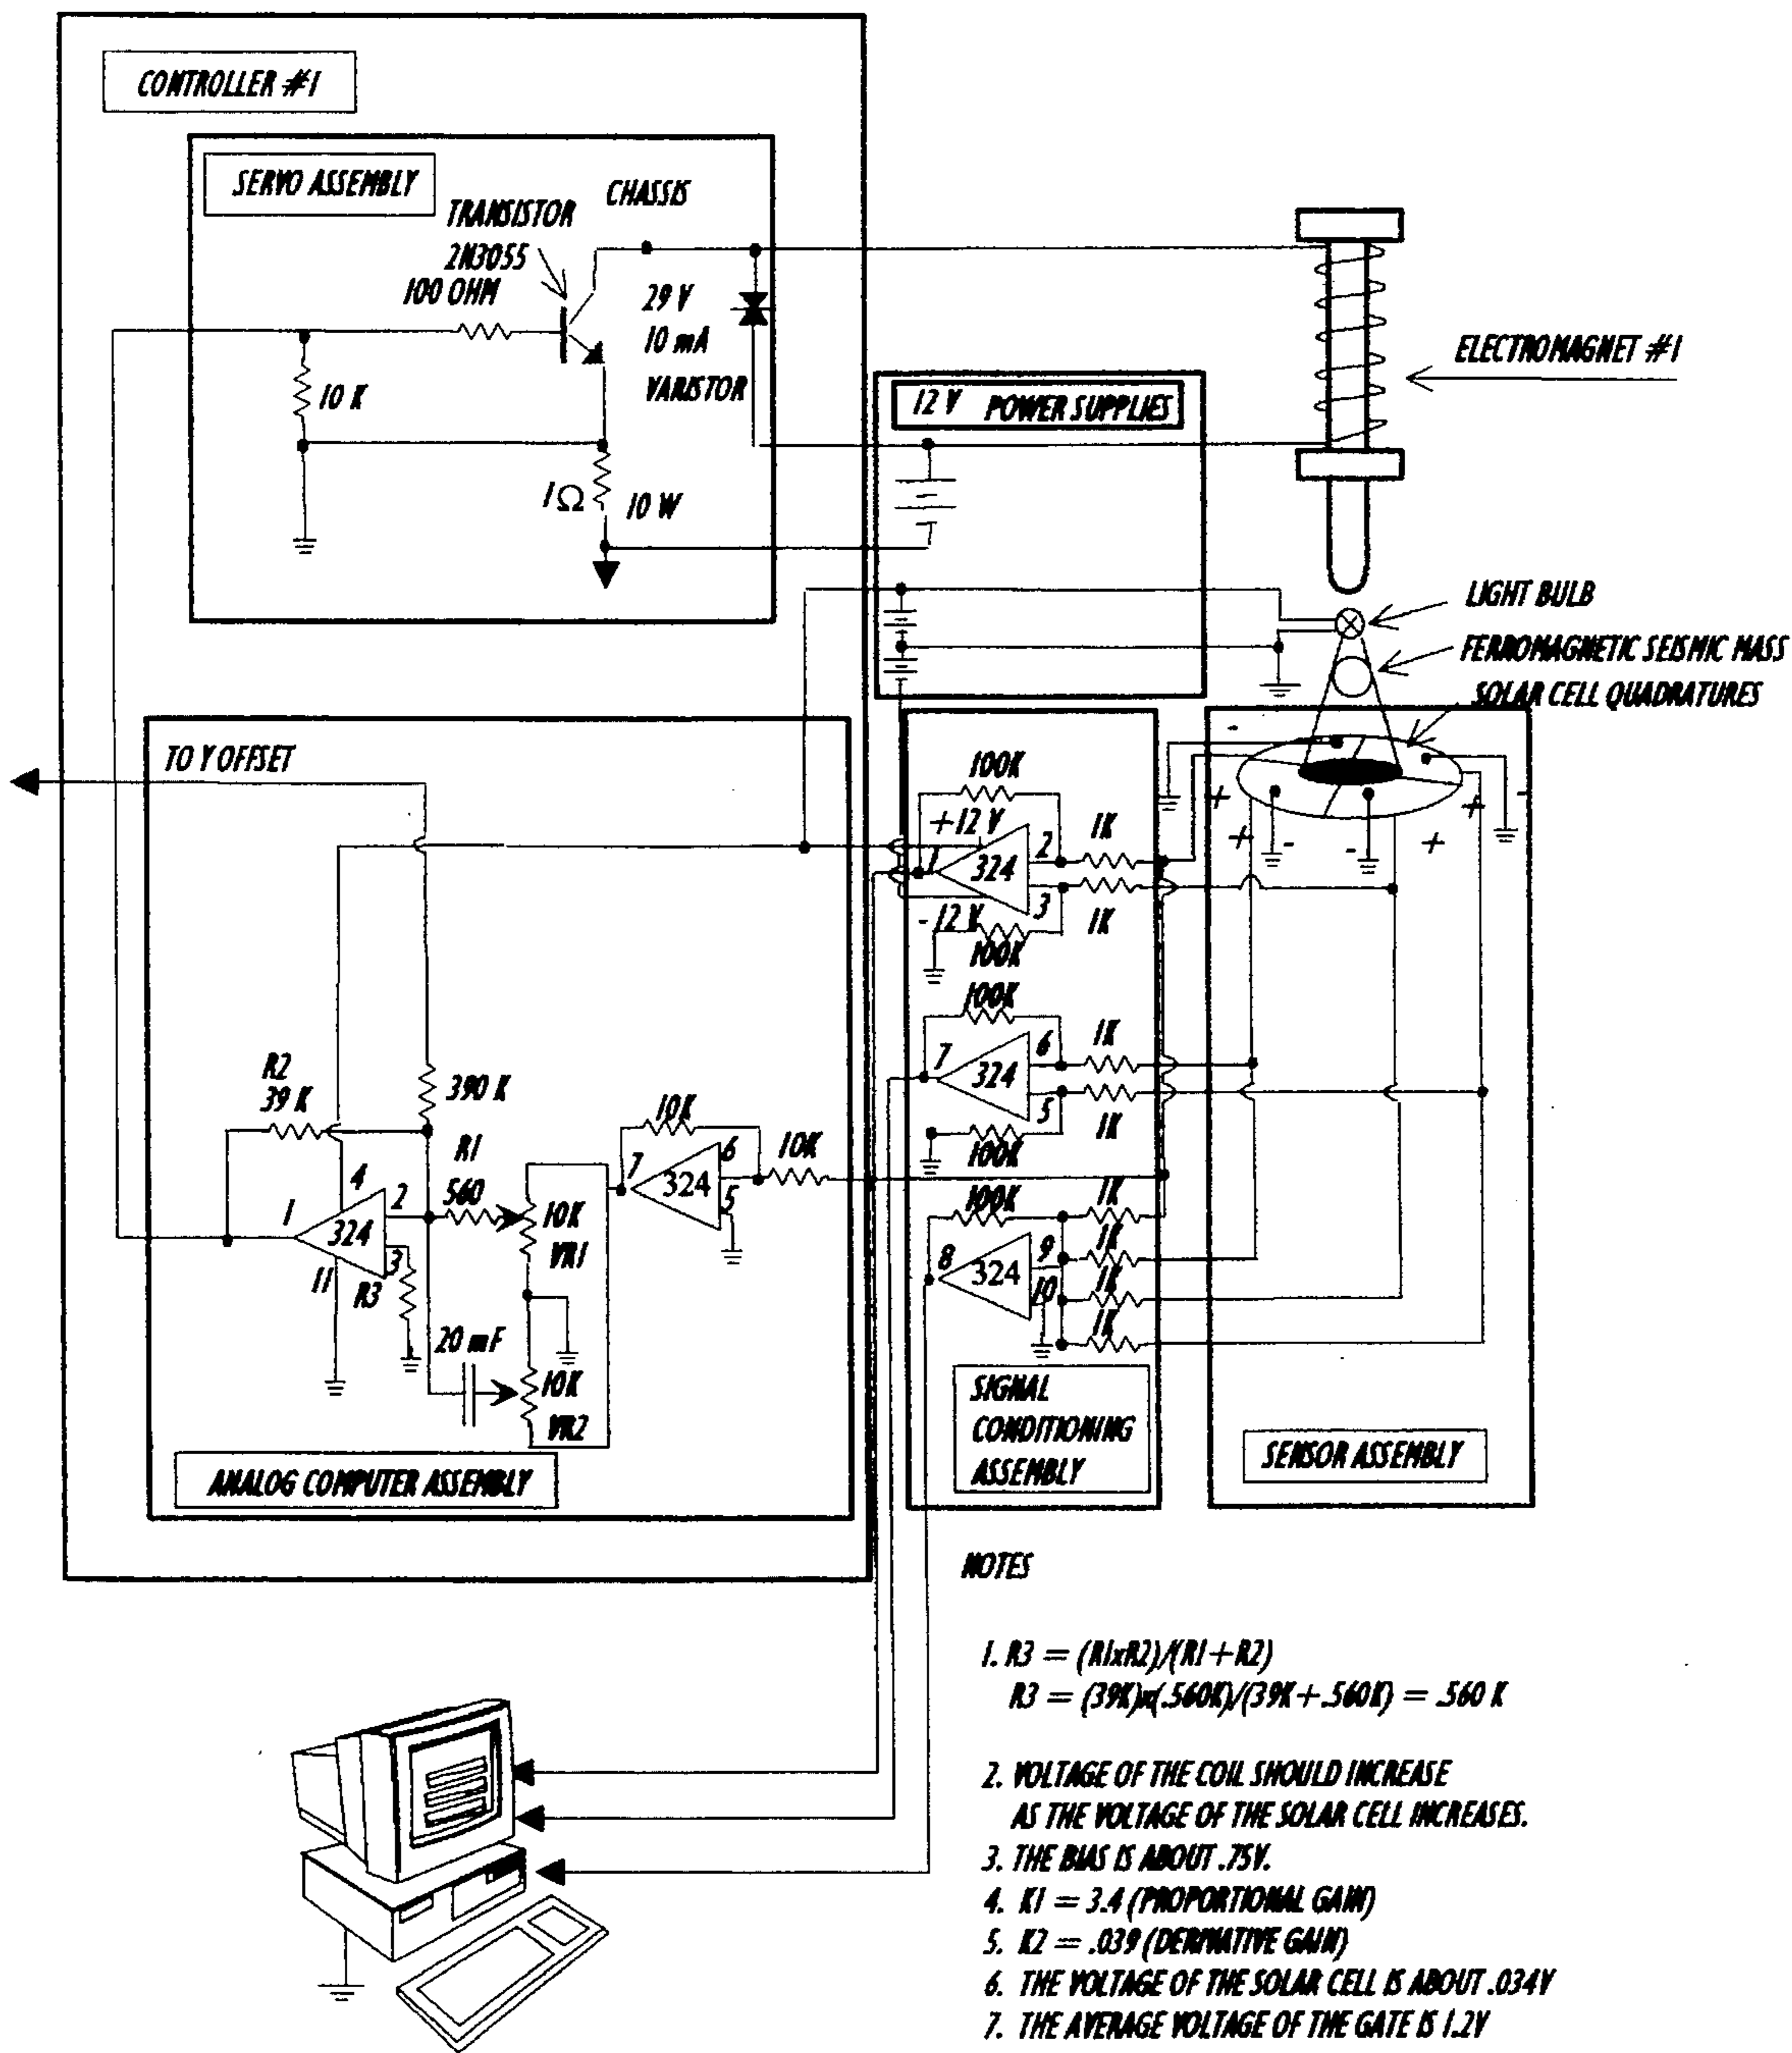 CONTROLLER #1
SERVO ASSEMBLY
TRANSISTOR
2N3055
100 OHM
CHASSIS
29 V
10 mA
VARISTOR
10 K
1Ω
10 W
12 V POWER SUPPLIES
ELECTROMAGNET #1
LIGHT BULB
FERROMAGNETIC SEISMIC MASS
SOLAR CELL QUADRATURES
TO Y OFFSET
R2
39 K
390 K
R1
560
4
2
1
324
3
11
R3
20 mF
10K
VR1
10K
VR2
10K
7
6
324
5
10K
ANALOG COMPUTER ASSEMBLY
100K
+12 V
1
324
2
3
-12 V
100K
1K
1K
100K
7
6
324
5
100K
1K
1K
100K
8
9
324
10
1K
1K
1K
1K
SIGNAL
CONDITIONING
ASSEMBLY
-
+
+
-
-
+
+
-
SENSOR ASSEMBLY
NOTES
1. R3 = (R1xR2)/(R1+R2)
R3 = (39K)x(.560K)/(39K+.560K) = .560 K
2. VOLTAGE OF THE COIL SHOULD INCREASE
AS THE VOLTAGE OF THE SOLAR CELL INCREASES.
3. THE BIAS IS ABOUT .75V.
4. K1 = 3.4 (PROPORTIONAL GAIN)
5. K2 = .039 (DERIVATIVE GAIN)
6. THE VOLTAGE OF THE SOLAR CELL IS ABOUT .034V
7. THE AVERAGE VOLTAGE OF THE GATE IS 1.2V